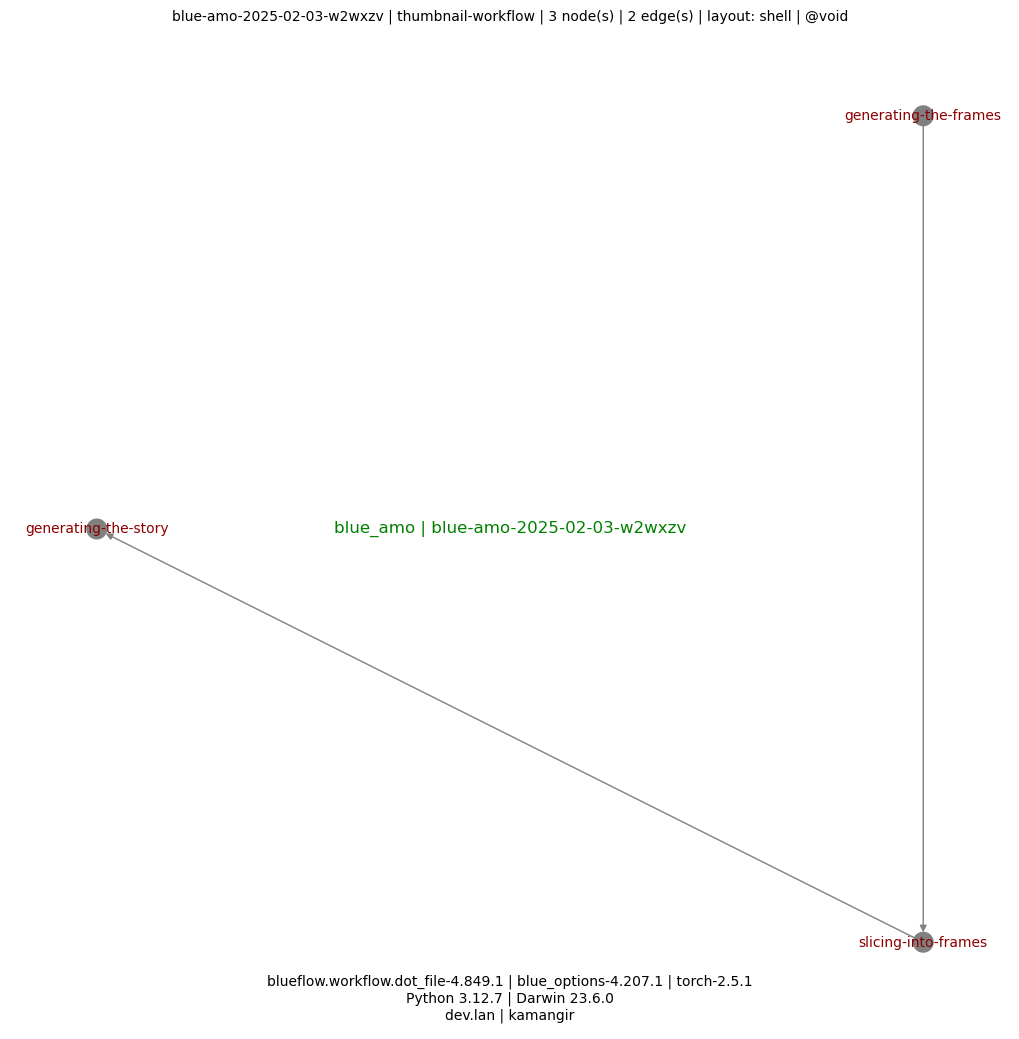 blue-amo-2025-02-03-w2wxzv | thumbnail-workflow | 3 node(s) | 2 edge(s) | layout: shell | @void
generating-the-frames
generating-the-story
blue_amo | blue-amo-2025-02-03-w2wxzv
slicing-into-frames
blueflow.workflow.dot_file-4.849.1 | blue_options-4.207.1 | torch-2.5.1
Python 3.12.7 | Darwin 23.6.0
dev.lan | kamangir